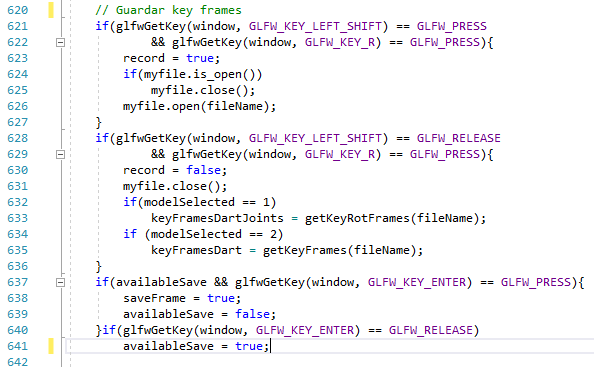 620 // Guardar key frames
621 if(glfwGetKey(window, GLFW_KEY_LEFT_SHIFT) == GLFW_PRESS
622 && glfwGetKey(window, GLFW_KEY_R) == GLFW_PRESS){
623 record = true;
624 if(myfile.is_open())
625 myfile.close();
626 myfile.open(fileName);
627 }
628 if(glfwGetKey(window, GLFW_KEY_LEFT_SHIFT) == GLFW_RELEASE
629 && glfwGetKey(window, GLFW_KEY_R) == GLFW_PRESS){
630 record = false;
631 myfile.close();
632 if(modelSelected == 1)
633 keyFramesDartJoints = getKeyRotFrames(fileName);
634 if (modelSelected == 2)
635 keyFramesDart = getKeyFrames(fileName);
636 }
637 if(availableSave && glfwGetKey(window, GLFW_KEY_ENTER) == GLFW_PRESS){
638 saveFrame = true;
639 availableSave = false;
640 }if(glfwGetKey(window, GLFW_KEY_ENTER) == GLFW_RELEASE)
641 availableSave = true;
642